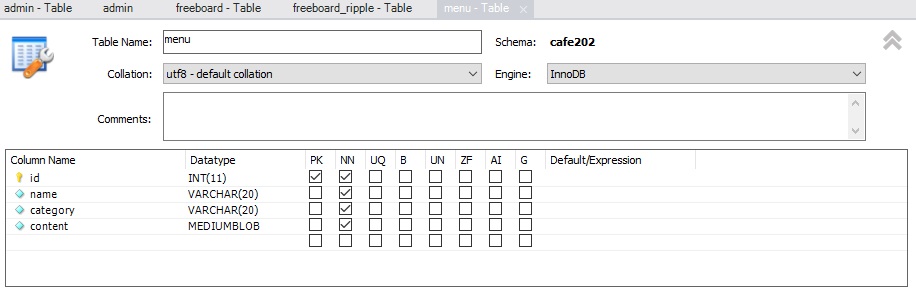 admin - Table admin freeboard - Table freeboard_ripple - Table menu - Table
Table Name: menu Schema: cafe202
Collation: utf8 - default collation Engine: InnoDB
Comments:
Column Name Datatype PK NN UQ B UN ZF AI G Default/Expression
id INT(11)
name VARCHAR(20)
category VARCHAR(20)
content MEDIUMBLOB